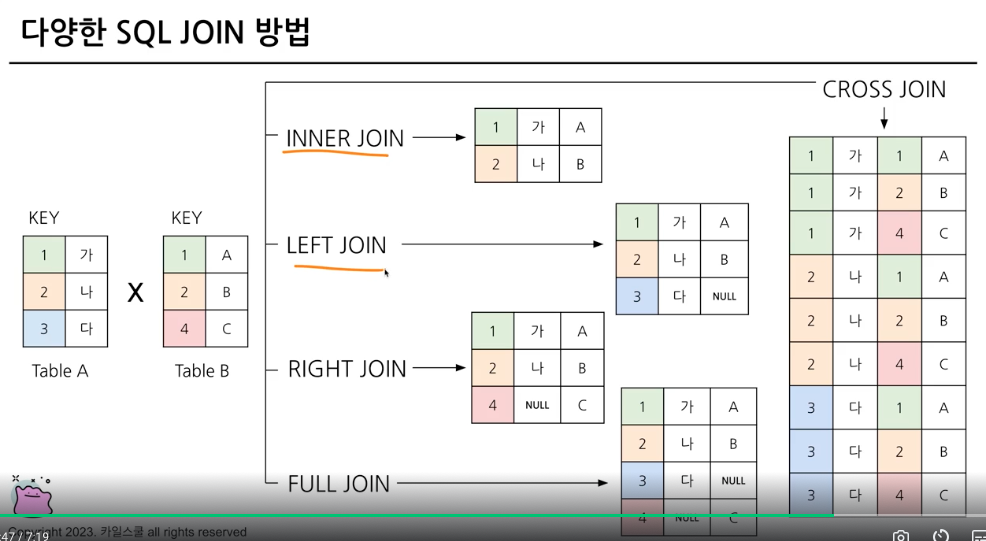 다양한 SQL JOIN 방법
CROSS JOIN
INNER JOIN
1 가 A
2 나 B
KEY
1 가
2 나
3 다
Table A
X
KEY
1 A
2 B
4 C
Table B
LEFT JOIN
1 가 A
2 나 B
3 다 NULL
RIGHT JOIN
1 가 A
2 나 B
4 NULL C
FULL JOIN
1 가 A
2 나 B
3 다 NULL
4 NULL C
1 가 1 A
1 가 2 B
1 가 4 C
2 나 1 A
2 나 2 B
2 나 4 C
3 다 1 A
3 다 2 B
3 다 4 C
Copyright 2023. 카일스쿨 all rights reserved
:47 / 7:19